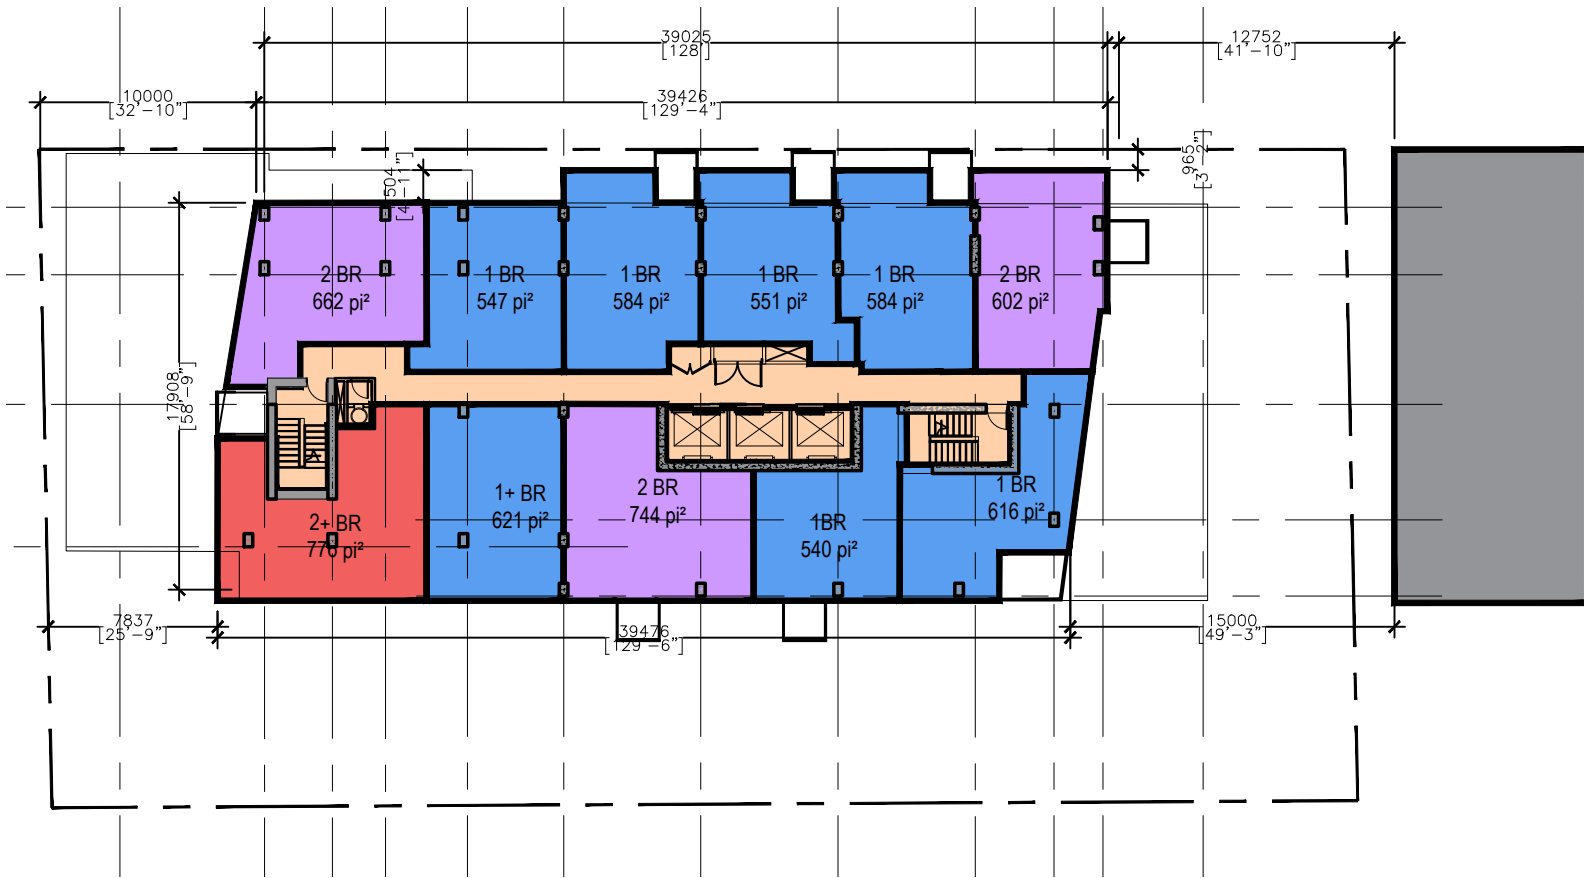 39025
[128']
12752
[41'-10"]
10000
[32'-10"]
39426
[129'-4"]
965
[3'-2"]
17908
[58'-9"]
2 BR
662 pi²
1 BR
547 pi²
1 BR
584 pi²
1 BR
551 pi²
1 BR
584 pi²
2 BR
602 pi²
2+ BR
1+ BR
621 pi²
2 BR
744 pi²
1BR
540 pi²
1 BR
616 pi²
7837
[25'-9"]
39476
[129'-6"]
15000
[49'-3"]